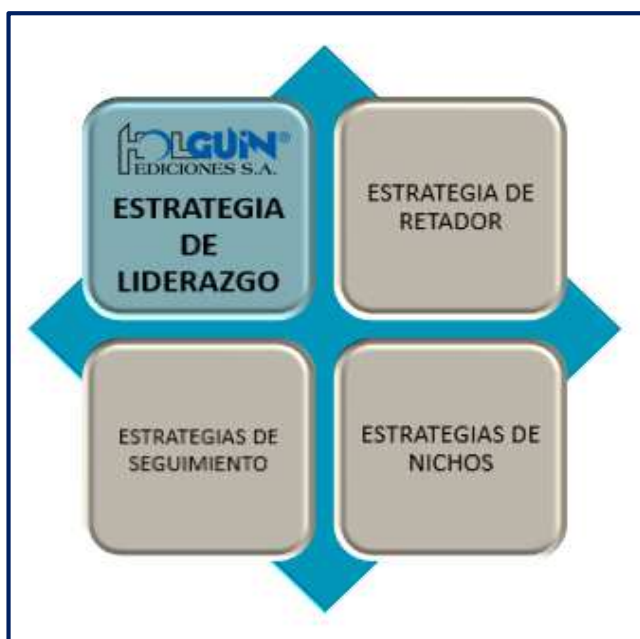 HOLGUIN®
EDICIONES S.A.
ESTRATEGIA
DE
LIDERAZGO
ESTRATEGIA DE
RETADOR
ESTRATEGIAS DE
SEGUIMIENTO
ESTRATEGIAS DE
NICHOS